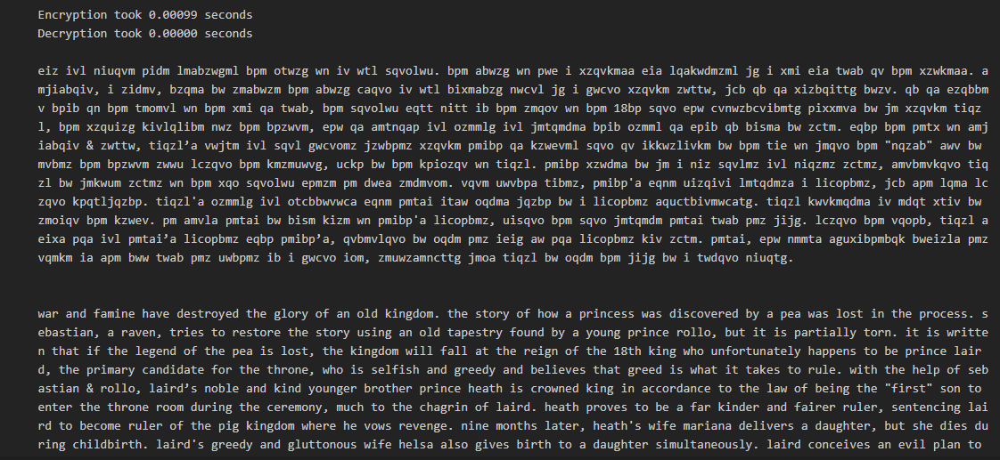 Encryption took 0.00099 seconds
Decryption took 0.00000 seconds
eiz ivl niuqvm pidm lmabzwgml bpm otwzg wn iv wtl sqvolwu. bpm abwzg wn pwe i xzqvkmaa eia lqakwdmzml jg i xmi eia twab qv bpm xzwkmaa. a
mjiabqiv, i zidmv, bzqma bw zmabwzm bpm abwzg caqvo iv wtl bixmabzg nwcvl jg i gwcvo xzqvkm zwttw, jcb qb qa xizbqittg bwzv. qb qa ezqbbm
v bpib qn bpm tmomvl wn bpm xmi qa twab, bpm sqvolwu eqtt nitt ib bpm zmqov wn bpm 18bp sqvo epw cvnwzbcvibmtg pixxmva bw jm xzqvkm tiqz
l, bpm xzquizg kivlqlibm nwz bpm bpzwvm, epw qa amtnqap ivl ozmmlg ivl jmtqmdma bpib ozmml qa epib qb bisma bw zctm. eqbp bpm pmtx wn amj
iabqiv & zwttw, tiqzl’a vwjtm ivl sqvl gwcvomz jzwbpmz xzqvkm pmibp qa kzwevml sqvo qv ikkwzlivkm bw bpm tie wn jmqvo bpm "nqzab" awv bw
mvbmz bpm bpzwvm zwwu lczqvo bpm kmzmuwvg, uckp bw bpm kpiozqv wn tiqzl. pmibp xzwdma bw jm i niz sqvlmz ivl niqzmz zctmz, amvbmvkqvo tiq
zl bw jmkwum zctmz wn bpm xqo sqvolwu epmzm pm dwea zmdmvom. vqvm uwvbpa tibmz, pmibp'a eqnm uizqivi lmtqdmza i licopbmz, jcb apm lqma lc
zqvo kpqtljqzbp. tiqzl'a ozmmlg ivl otcbbwvwca eqnm pmtai itaw oqdma jqzbp bw i licopbmz aquctbivmwcatg. tiqzl kwvkmqdma iv mdqt xtiv bw
zmoiqv bpm kzwev. pm amvla pmtai bw bism kizm wn pmibp'a licopbmz, uisqvo bpm sqvo jmtqmdm pmtai twab pmz jijg. lczqvo bpm vqopb, tiqzl a
eixa pqa ivl pmtai’a licopbmz eqbp pmibp’a, qvbmvlqvo bw oqdm pmz ieig aw pqa licopbmz kiv zctm. pmtai, epw nmmta aguxibpmbqk bweizla pmz
vqmkm ia apm bww twab pmz uwbpmz ib i gwcvo iom, zmuwzamncttg jmoa tiqzl bw oqdm bpm jijg bw i twdqvo niuqtg.
war and famine have destroyed the glory of an old kingdom. the story of how a princess was discovered by a pea was lost in the process. s
ebastian, a raven, tries to restore the story using an old tapestry found by a young prince rollo, but it is partially torn. it is writte
n that if the legend of the pea is lost, the kingdom will fall at the reign of the 18th king who unfortunately happens to be prince lair
d, the primary candidate for the throne, who is selfish and greedy and believes that greed is what it takes to rule. with the help of seb
astian & rollo, laird’s noble and kind younger brother prince heath is crowned king in accordance to the law of being the "first" son to
enter the throne room during the ceremony, much to the chagrin of laird. heath proves to be a far kinder and fairer ruler, sentencing lai
rd to become ruler of the pig kingdom where he vows revenge. nine months later, heath's wife mariana delivers a daughter, but she dies du
ring childbirth. laird's greedy and gluttonous wife helsa also gives birth to a daughter simultaneously. laird conceives an evil plan to